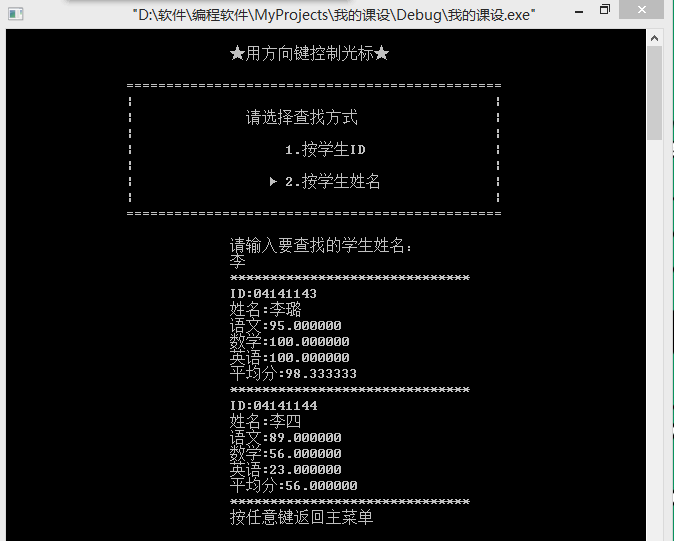 "D:\软件\编程软件\MyProjects\我的课设\Debug\我的课设.exe"
★用方向键控制光标★
请选择查找方式
1.按学生ID
► 2.按学生姓名
请输入要查找的学生姓名:
李
******************************
ID:04141143
姓名:李璐
语文:95.000000
数学:100.000000
英语:100.000000
平均分:98.333333
******************************
ID:04141144
姓名:李四
语文:89.000000
数学:56.000000
英语:23.000000
平均分:56.000000
******************************
按任意键返回主菜单